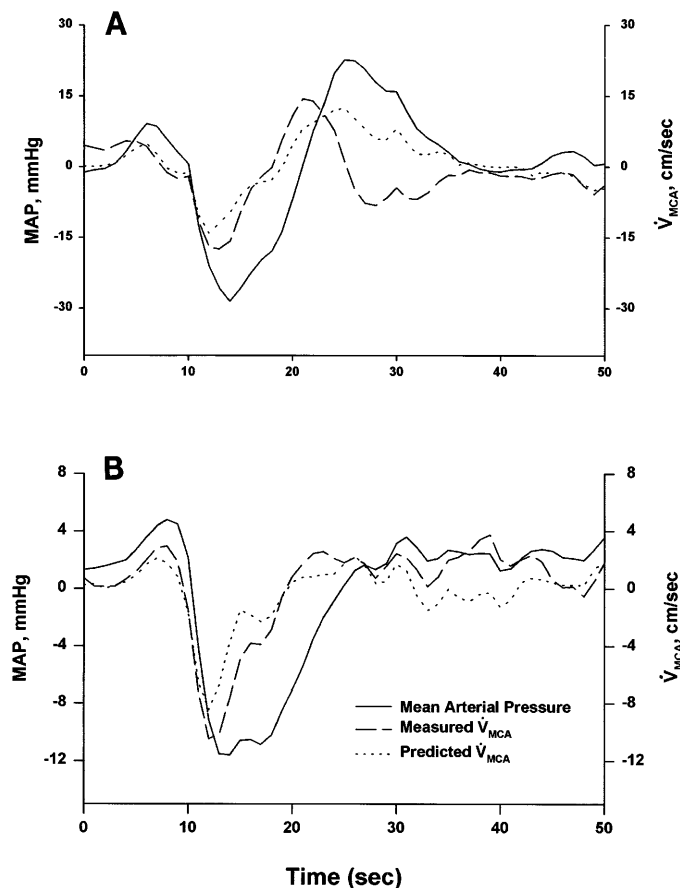 A
30
15
0
-15
-30
MAP, mmHg
30
15
0
-15
-30
V̇MCA, cm/sec
0 10 20 30 40 50
B
8
4
0
-4
-8
-12
MAP, mmHg
8
4
0
-4
-8
-12
V̇MCA, cm/sec
Mean Arterial Pressure
Measured V̇MCA
Predicted V̇MCA
0 10 20 30 40 50
Time (sec)